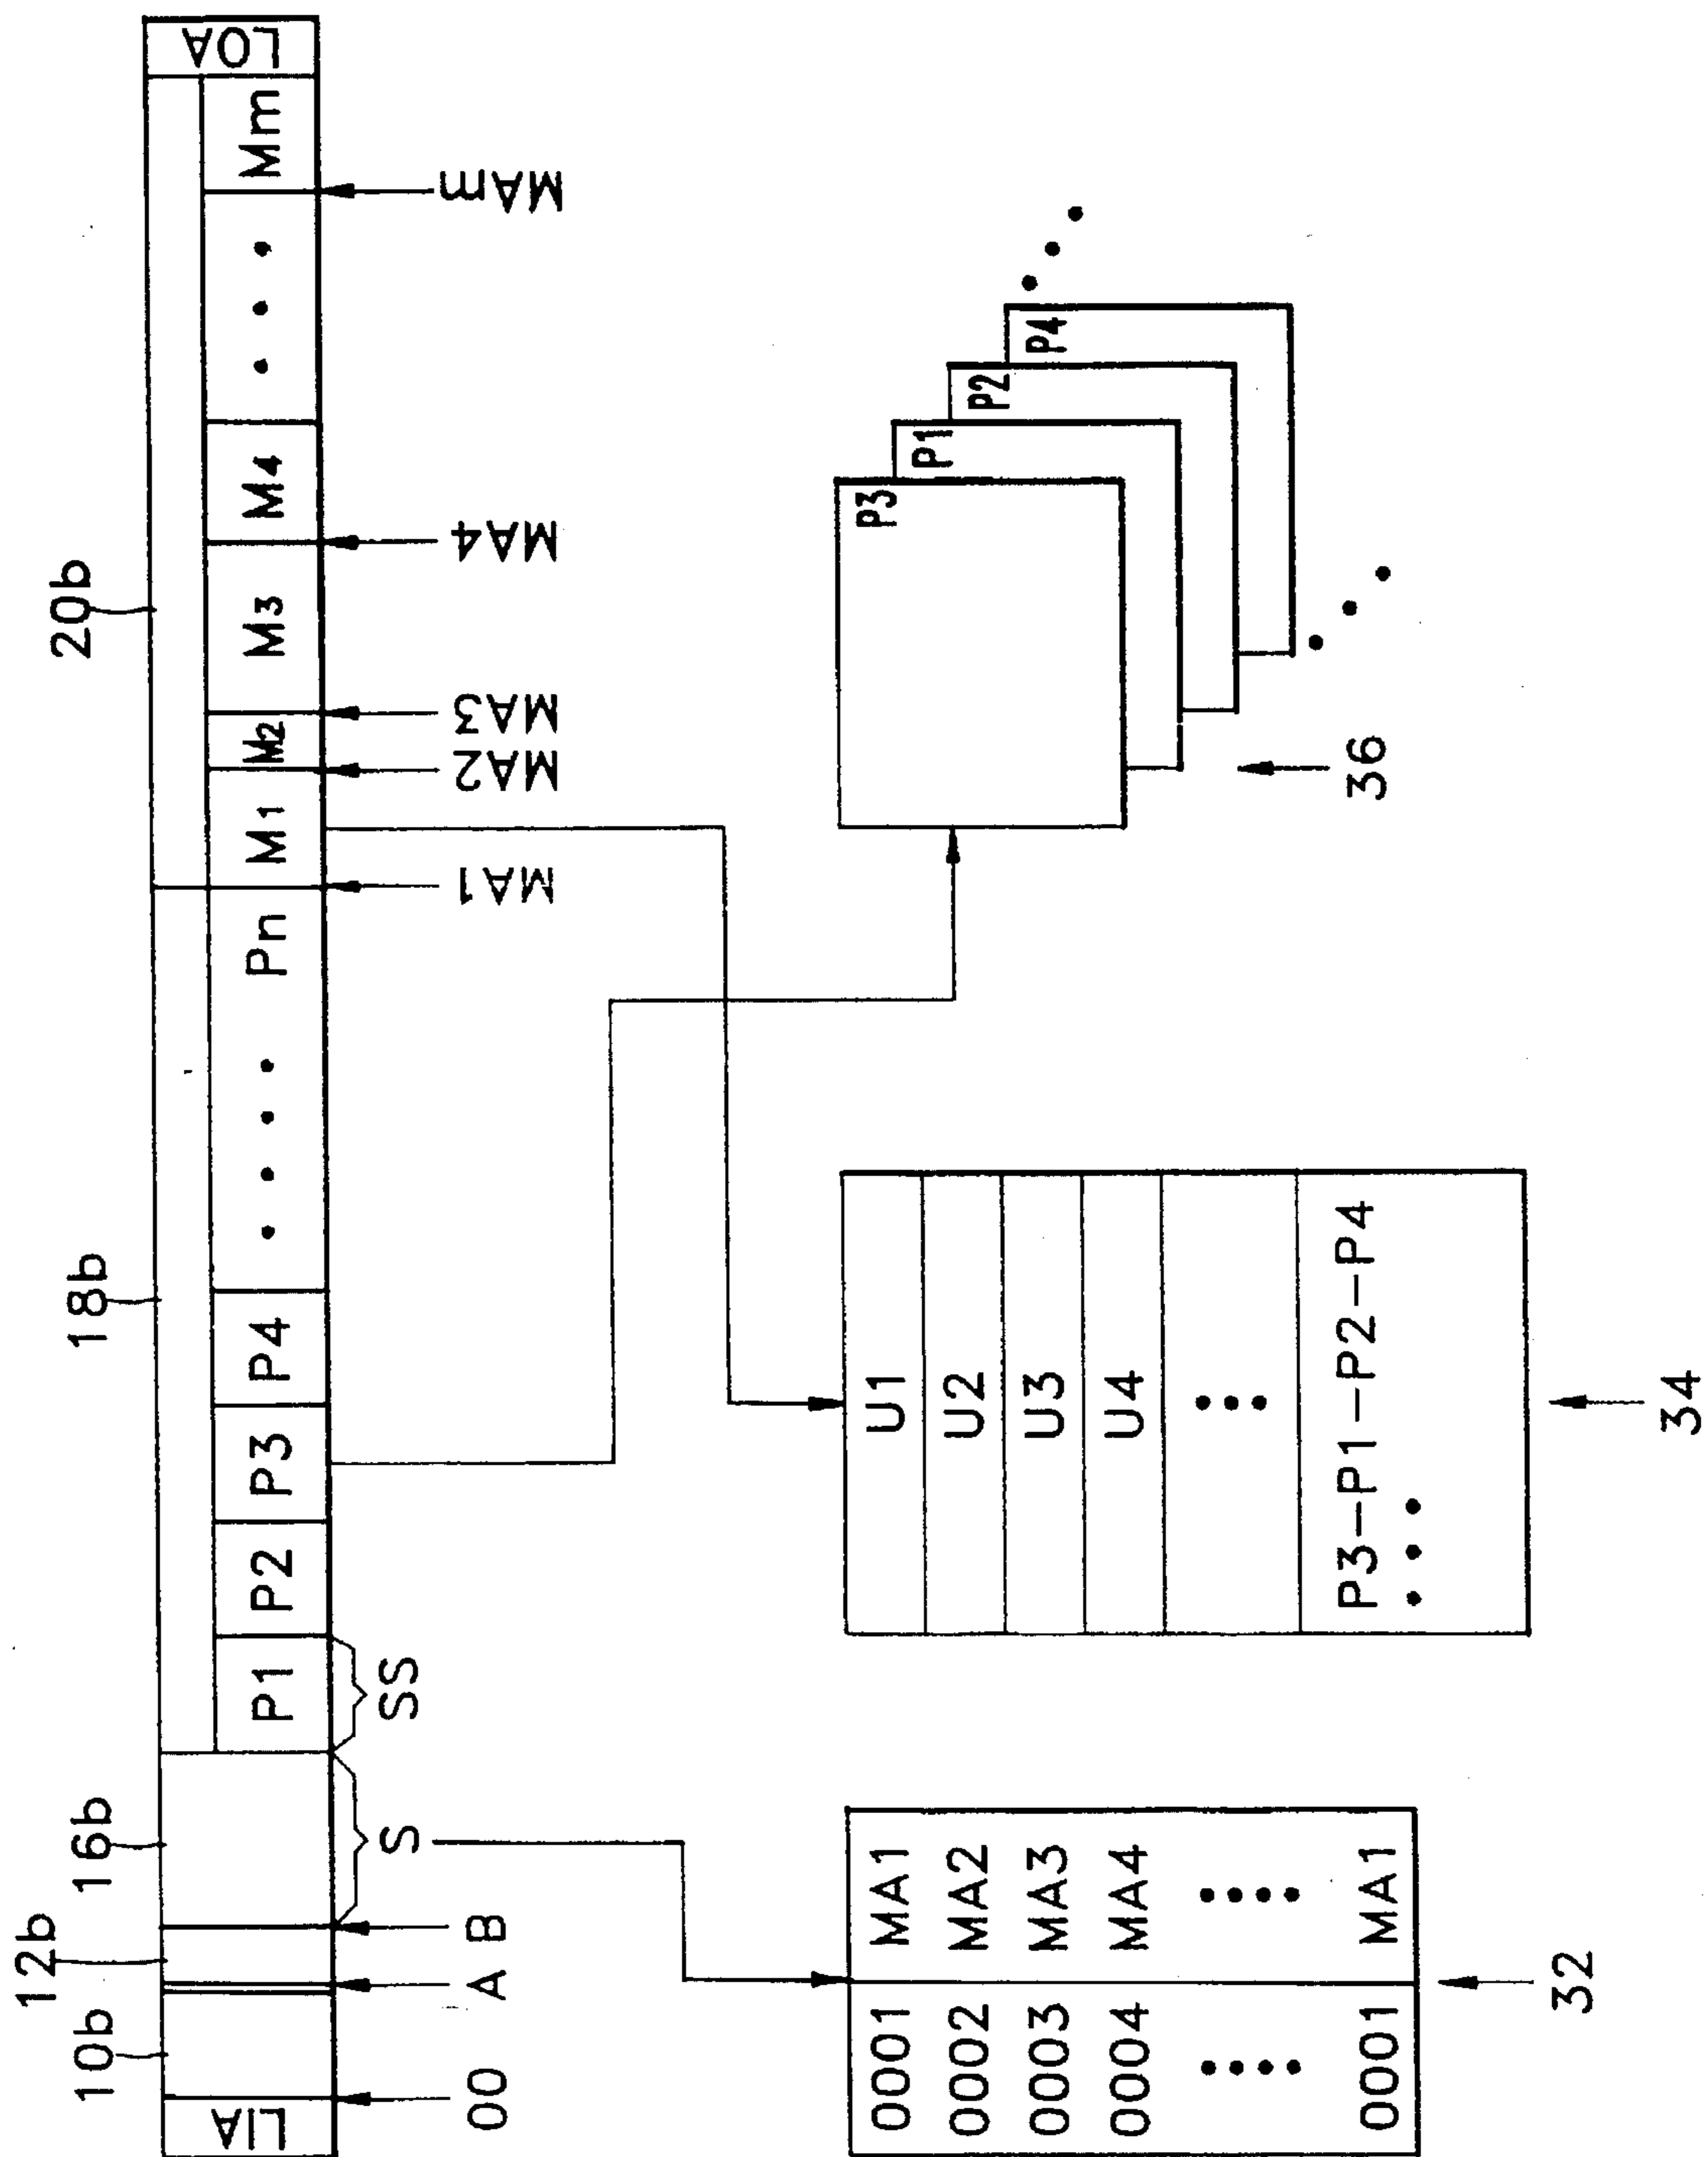 10b
12b
16b
18b
20b
LIA
P1
P2
P3
P4
Pn
M1
M2
M3
M4
Mm
LOA
00
A
B
S
SS
MA1
MA2
MA3
MA4
MAm
0001 MA1
0002 MA2
0003 MA3
0004 MA4
0001 MA1
32
U1
U2
U3
U4
P3-P1-P2-P4
34
P3
P1
P2
P4
36